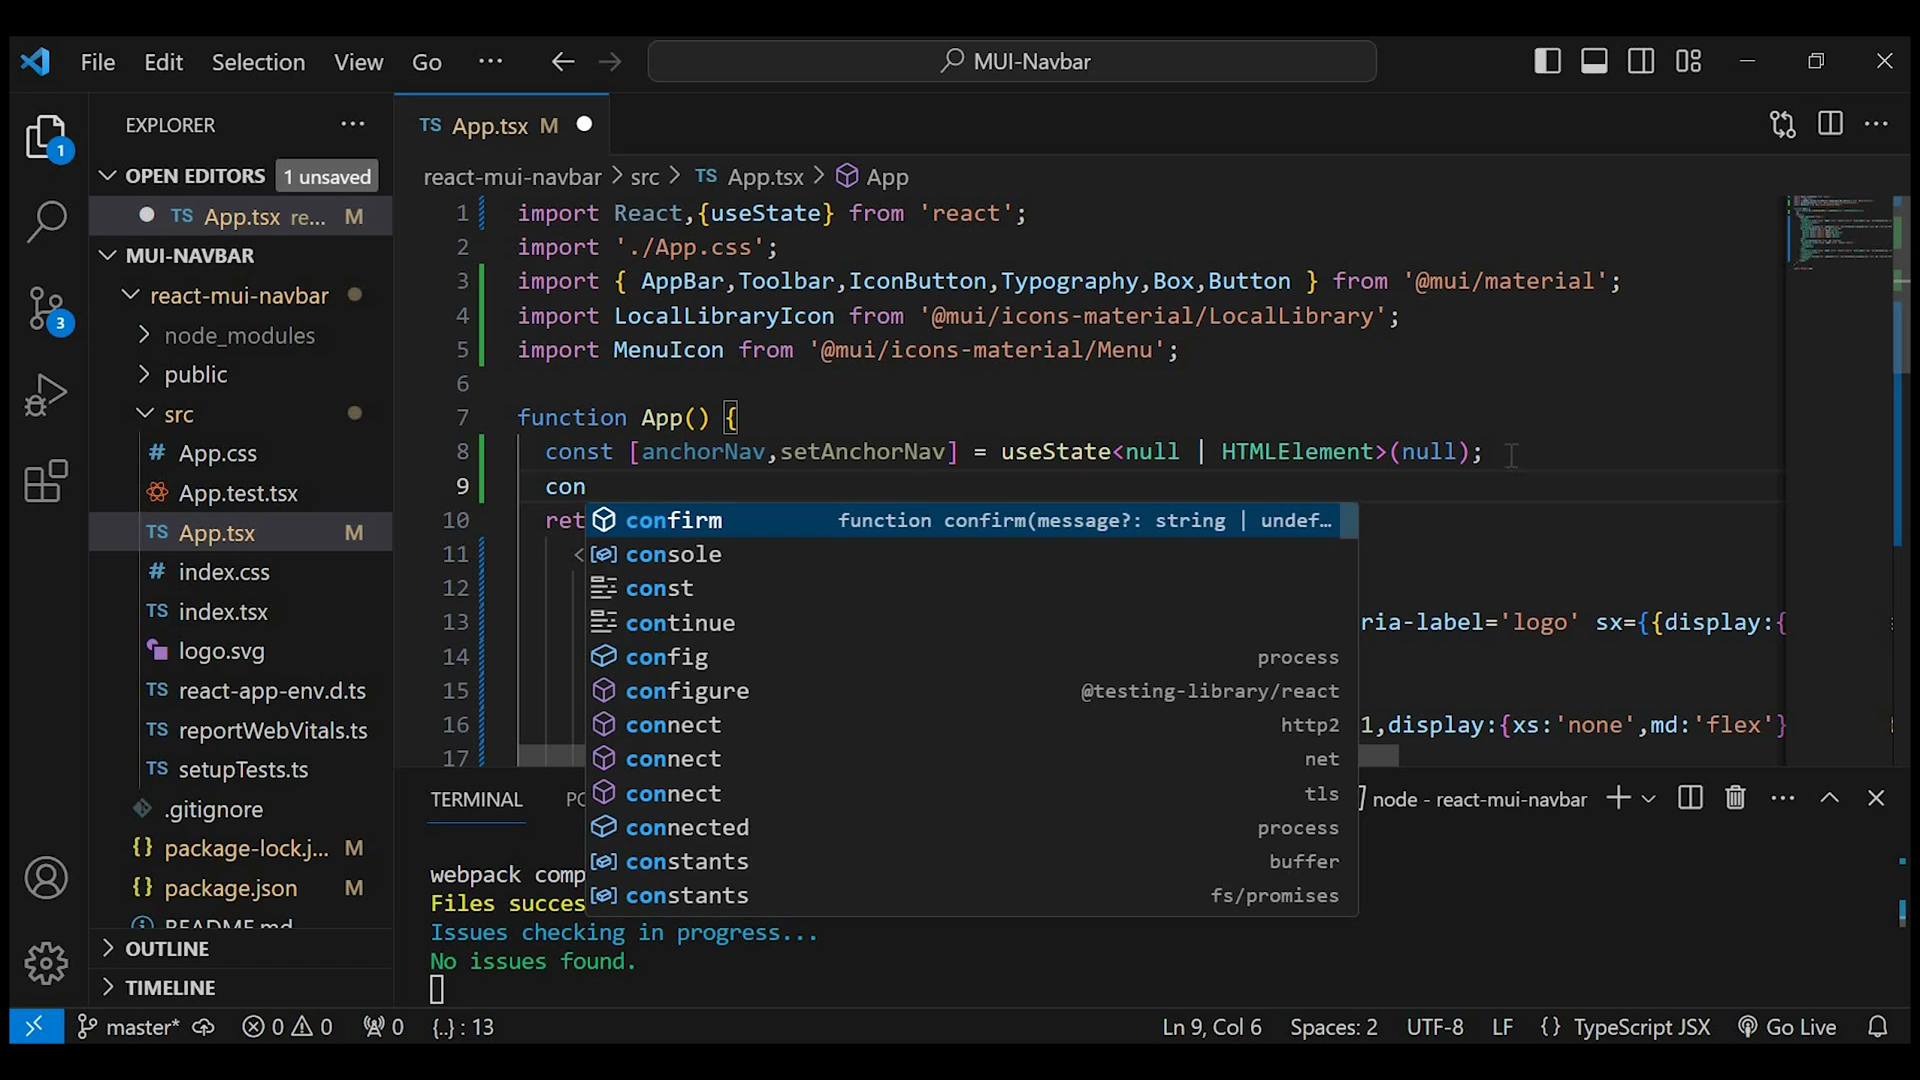 File Edit Selection View Go ··· MUI-Navbar
EXPLORER ···
OPEN EDITORS 1 unsaved
TS App.tsx re... M
MUI-NAVBAR
react-mui-navbar
node_modules
public
src
# App.css
App.test.tsx
TS App.tsx M
# index.css
TS index.tsx
logo.svg
TS react-app-env.d.ts
TS reportWebVitals.ts
TS setupTests.ts
.gitignore
{} package-lock.j... M
{} package.json M
README.md
OUTLINE
TIMELINE
1
3
TS App.tsx M
react-mui-navbar > src > TS App.tsx > App
1 import React,{useState} from 'react';
2 import './App.css';
3 import { AppBar,Toolbar,IconButton,Typography,Box,Button } from '@mui/material';
4 import LocalLibraryIcon from '@mui/icons-material/LocalLibrary';
5 import MenuIcon from '@mui/icons-material/Menu';
6
7 function App() {
8 const [anchorNav,setAnchorNav] = useState<null | HTMLElement>(null);
9 con
10 ret
11 <
12
13 ria-label='logo' sx={{display:{
14
15
16 1,display:{xs:'none',md:'flex'}
17
confirm function confirm(message?: string | undef…
console
const
continue
config process
configure @testing-library/react
connect http2
connect net
connect tls
connected process
constants buffer
constants fs/promises
TERMINAL PO node - react-mui-navbar
webpack comp
Files succes
Issues checking in progress...
No issues found.
master* 0 0 0 {..} : 13 Ln 9, Col 6 Spaces: 2 UTF-8 LF {} TypeScript JSX Go Live